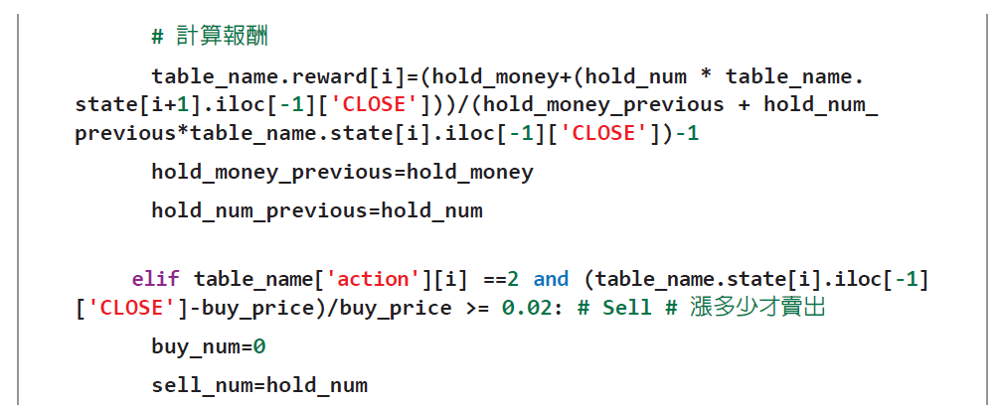 # 計算報酬
table_name.reward[i]=(hold_money+(hold_num * table_name.
state[i+1].iloc[-1]['CLOSE']))/(hold_money_previous + hold_num_
previous*table_name.state[i].iloc[-1]['CLOSE'])-1
hold_money_previous=hold_money
hold_num_previous=hold_num
elif table_name['action'][i] ==2 and (table_name.state[i].iloc[-1]
['CLOSE']-buy_price)/buy_price >= 0.02: # Sell # 漲多少才賣出
buy_num=0
sell_num=hold_num